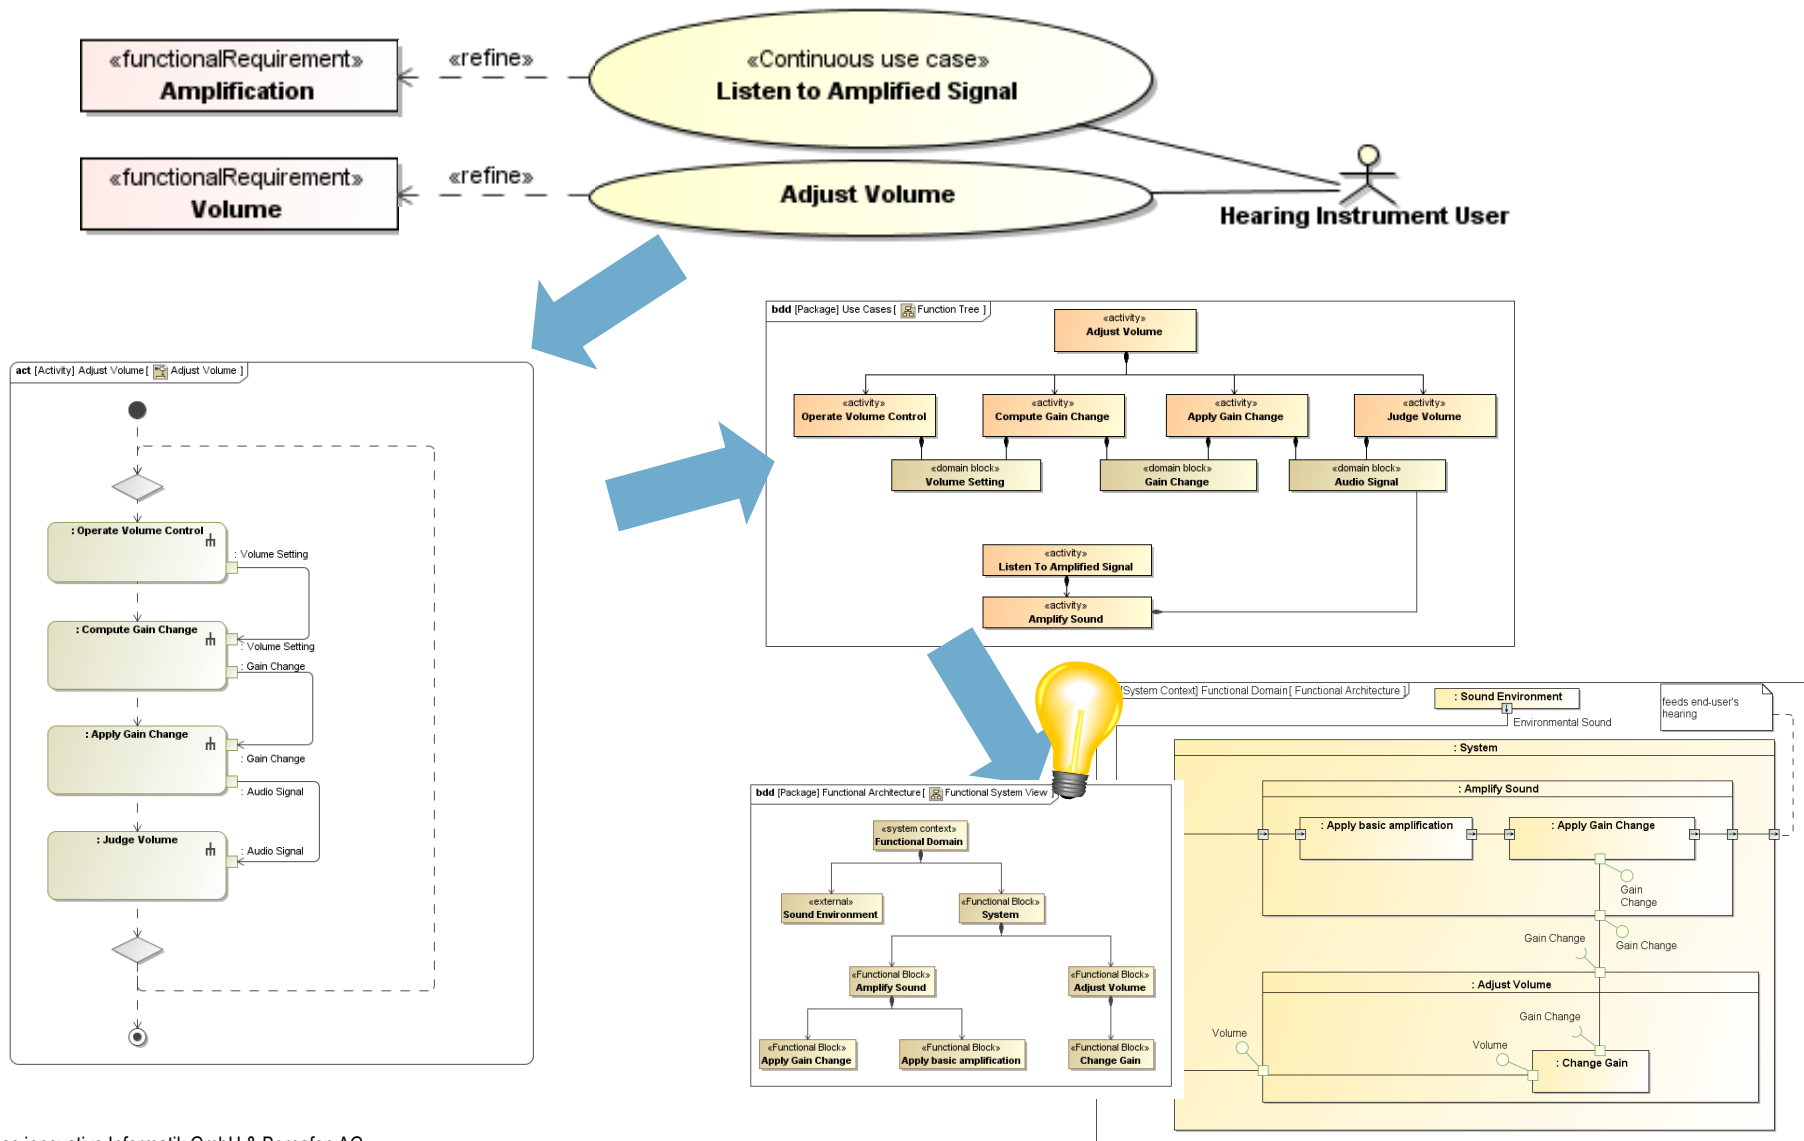 «functionalRequirement»
Amplification
«refine»
«Continuous use case»
Listen to Amplified Signal
«functionalRequirement»
Volume
«refine»
Adjust Volume
Hearing Instrument User
act [Activity] Adjust Volume [ Adjust Volume ]
: Operate Volume Control
: Volume Setting
: Compute Gain Change
: Volume Setting
: Gain Change
: Apply Gain Change
: Gain Change
: Audio Signal
: Judge Volume
: Audio Signal
bdd [Package] Use Cases [ Function Tree ]
«activity»
Adjust Volume
«activity»
Operate Volume Control
«activity»
Compute Gain Change
«activity»
Apply Gain Change
«activity»
Judge Volume
«domain block»
Volume Setting
«domain block»
Gain Change
«domain block»
Audio Signal
«activity»
Listen To Amplified Signal
«activity»
Amplify Sound
bdd [Package] Functional Architecture [ Functional System View ]
«system context»
Functional Domain
«external»
Sound Environment
«Functional Block»
System
«Functional Block»
Amplify Sound
«Functional Block»
Adjust Volume
«Functional Block»
Apply Gain Change
«Functional Block»
Apply basic amplification
«Functional Block»
Change Gain
[System Context] Functional Domain [ Functional Architecture ]
: Sound Environment
Environmental Sound
feeds end-user's
hearing
: System
: Amplify Sound
: Apply basic amplification
: Apply Gain Change
Gain
Change
Gain Change
Gain Change
: Adjust Volume
Gain Change
Volume
Volume
: Change Gain
innovative Informatik GmbH & Bernafon AG